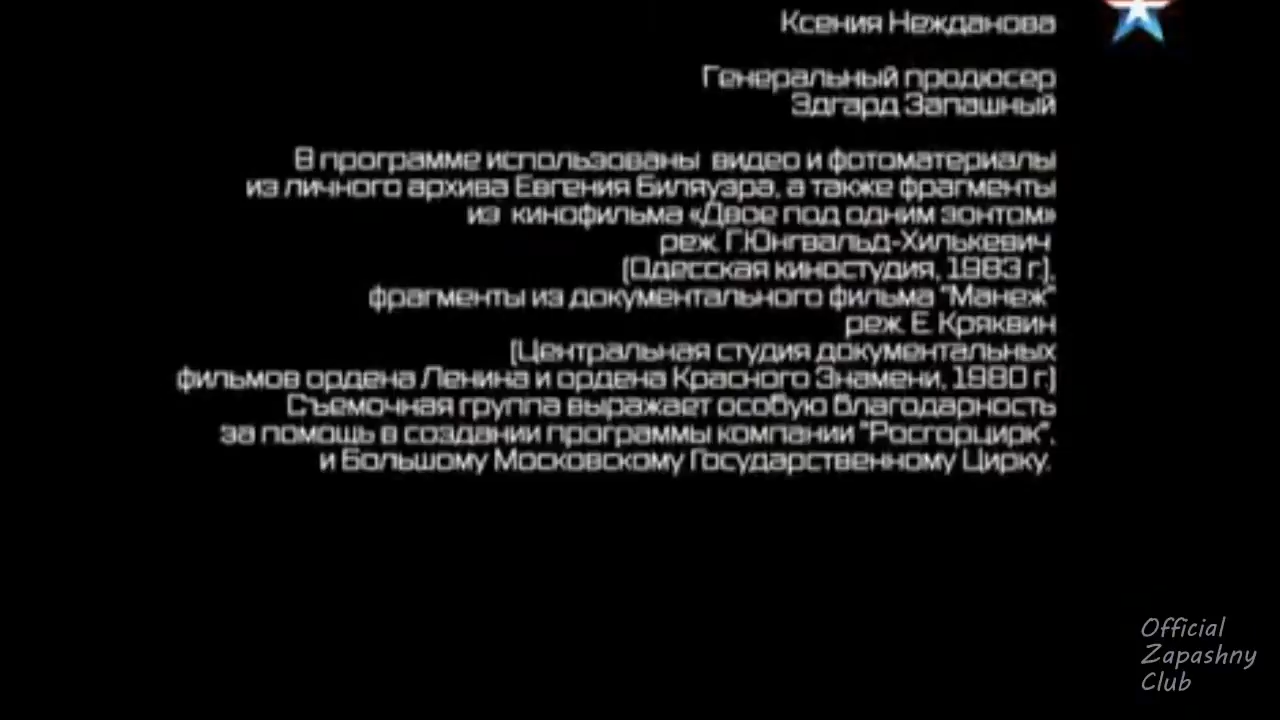 Ксения Нежданова
Генеральный продюсер
Эдгард Запашный
В программе использованы видео и фотоматериалы
из личного архива Евгения Биляуэра, а также фрагменты
из кинофильма «Двое под одним зонтом»
реж. Г.Юнгвальд-Хилькевич
(Одесская киностудия, 1983 г.),
фрагменты из документального фильма "Манеж"
реж. Е. Кряквин
(Центральная студия документальных
фильмов ордена Ленина и ордена Красного Знамени, 1980 г.)
Съемочная группа выражает особую благодарность
за помощь в создании программы компании "Росгорцирк",
и Большому Московскому Государственному Цирку.
Official
Zapashny
Club